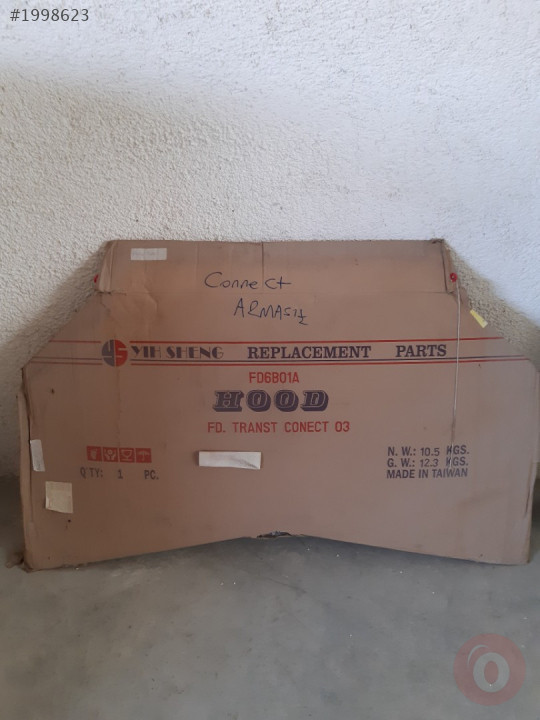 #1998623
Connect
ARMASIZ
YS YIH SHENG REPLACEMENT PARTS
FD6B01A
HOOD
FD. TRANST CONECT 03
Q'TY: 1 PC.
N. W.: 10.5 KGS.
G. W.: 12.3 KGS.
MADE IN TAIWAN